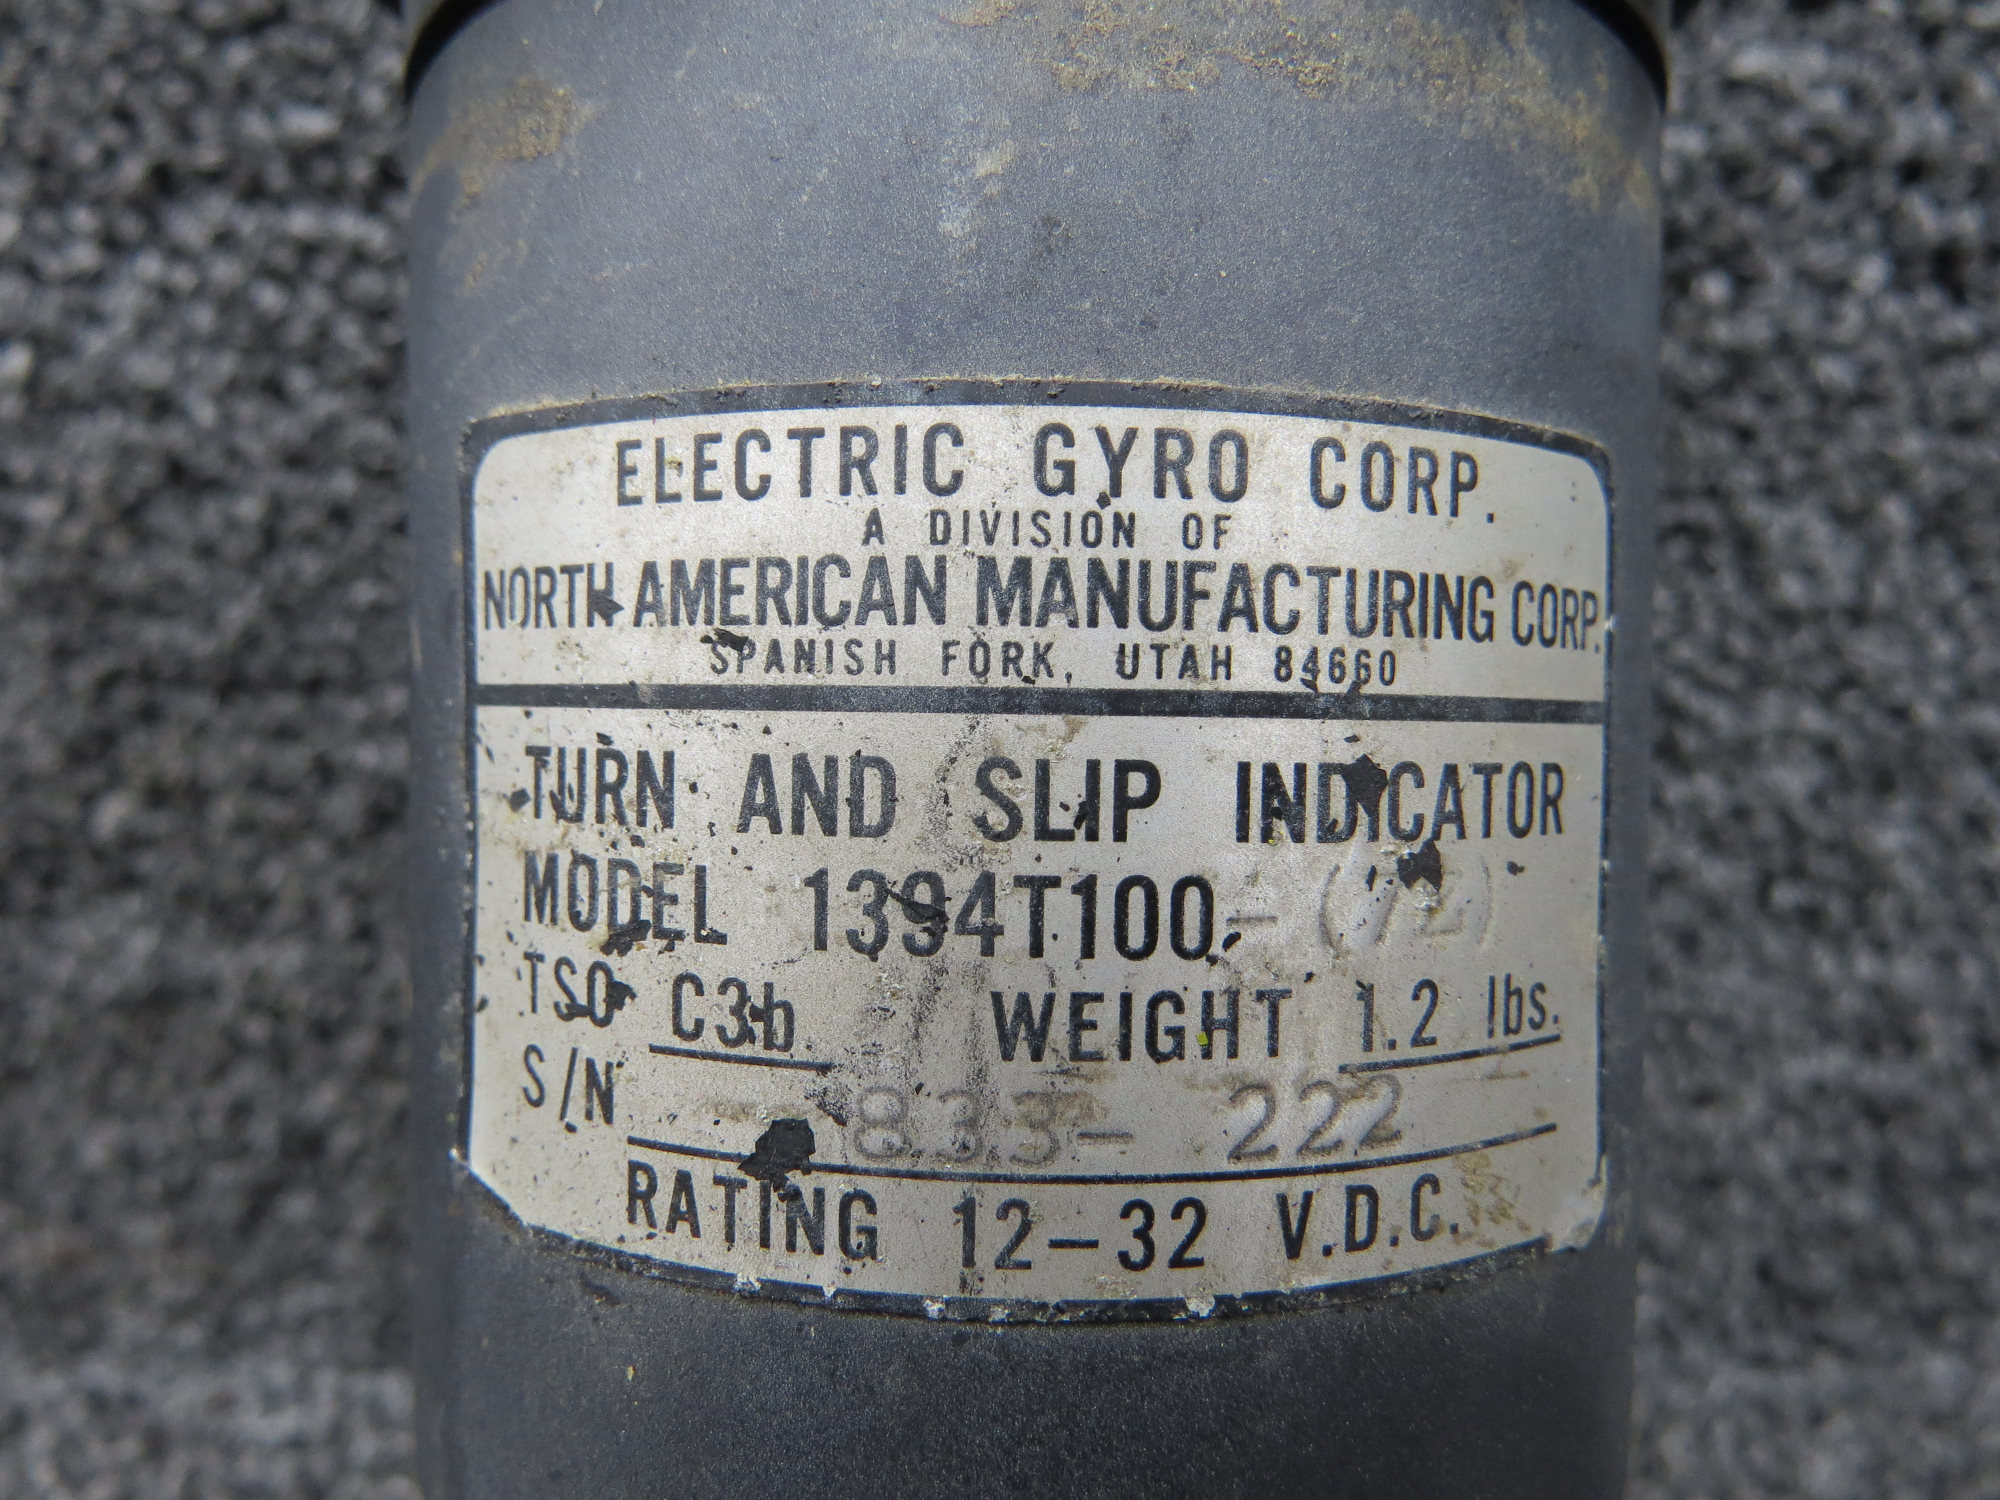 ELECTRIC GYRO CORP.
A DIVISION OF
NORTH AMERICAN MANUFACTURING CORP.
SPANISH FORK, UTAH 84660
TURN AND SLIP INDICATOR
MODEL 1394T100-
TSO C3b WEIGHT 1.2 lbs.
S/N 833- 222
RATING 12-32 V.D.C.